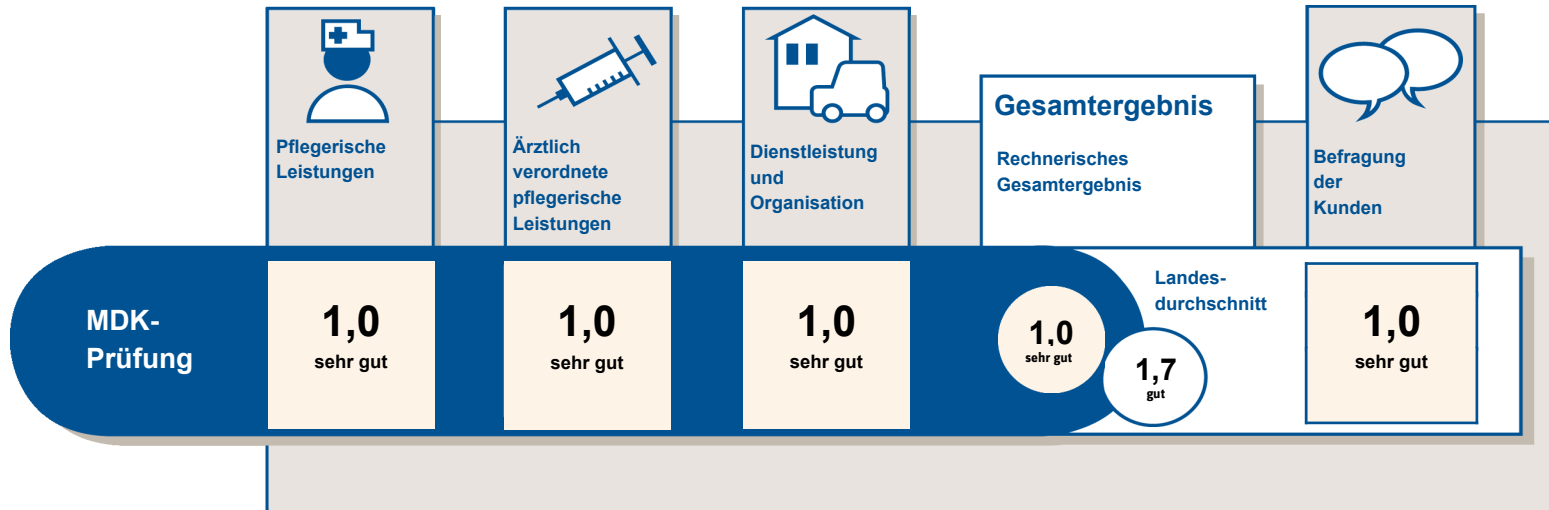 Pflegerische
Leistungen
Ärztlich
verordnete
pflegerische
Leistungen
Dienstleistung
und
Organisation
Gesamtergebnis
Rechnerisches
Gesamtergebnis
Befragung
der
Kunden
MDK-
Prüfung
1,0
sehr gut
1,0
sehr gut
1,0
sehr gut
1,0
sehr gut
Landes-
durchschnitt
1,7
gut
1,0
sehr gut